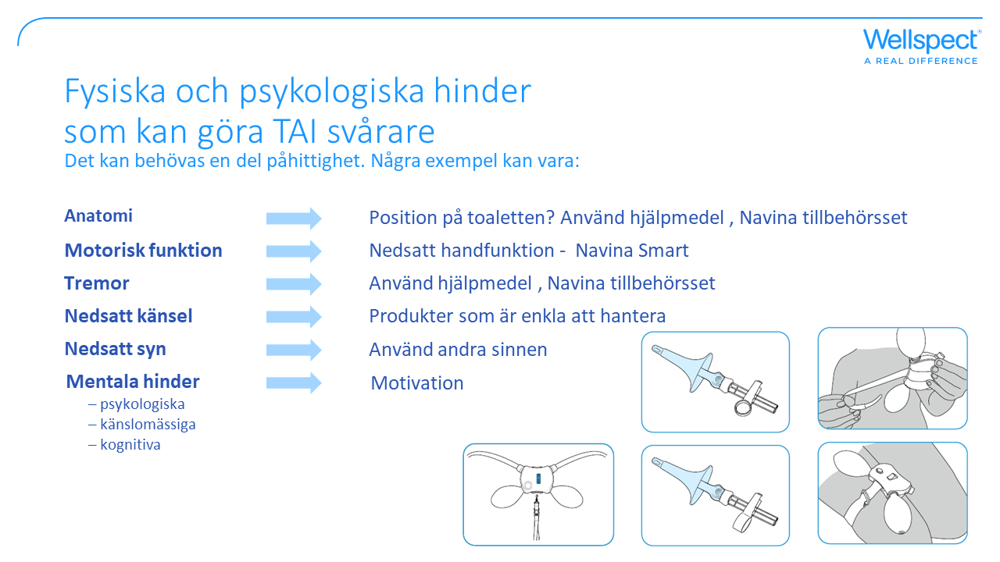 Wellspect®
A REAL DIFFERENCE
Fysiska och psykologiska hinder
som kan göra TAI svårare
Det kan behövas en del påhittighet. Några exempel kan vara:
Anatomi Position på toaletten? Använd hjälpmedel , Navina tillbehörsset
Motorisk funktion Nedsatt handfunktion - Navina Smart
Tremor Använd hjälpmedel , Navina tillbehörsset
Nedsatt känsel Produkter som är enkla att hantera
Nedsatt syn Använd andra sinnen
Mentala hinder Motivation
– psykologiska
– känslomässiga
– kognitiva